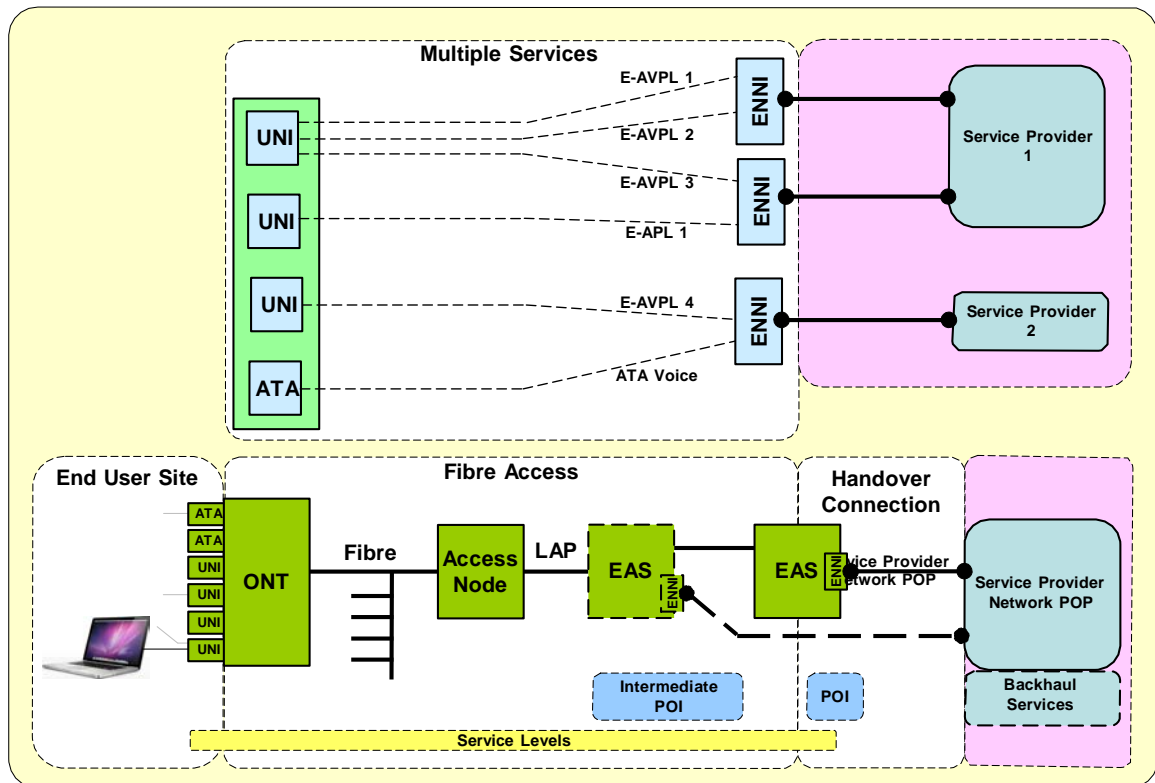 Multiple Services
E-AVPL 1
UNI
ENNI
E-AVPL 2
Service Provider
1
E-AVPL 3
UNI
ENNI
E-APL 1
UNI
E-AVPL 4
ENNI
Service Provider
2
ATA
ATA Voice
End User Site
Fibre Access
Handover
Connection
ATA
ATA
UNI
UNI
UNI
UNI
ONT
Fibre
Access
Node
LAP
EAS
ENNI
EAS
ENNI
Network POP
Service Provider
Network POP
Intermediate
POI
POI
Backhaul
Services
Service Levels